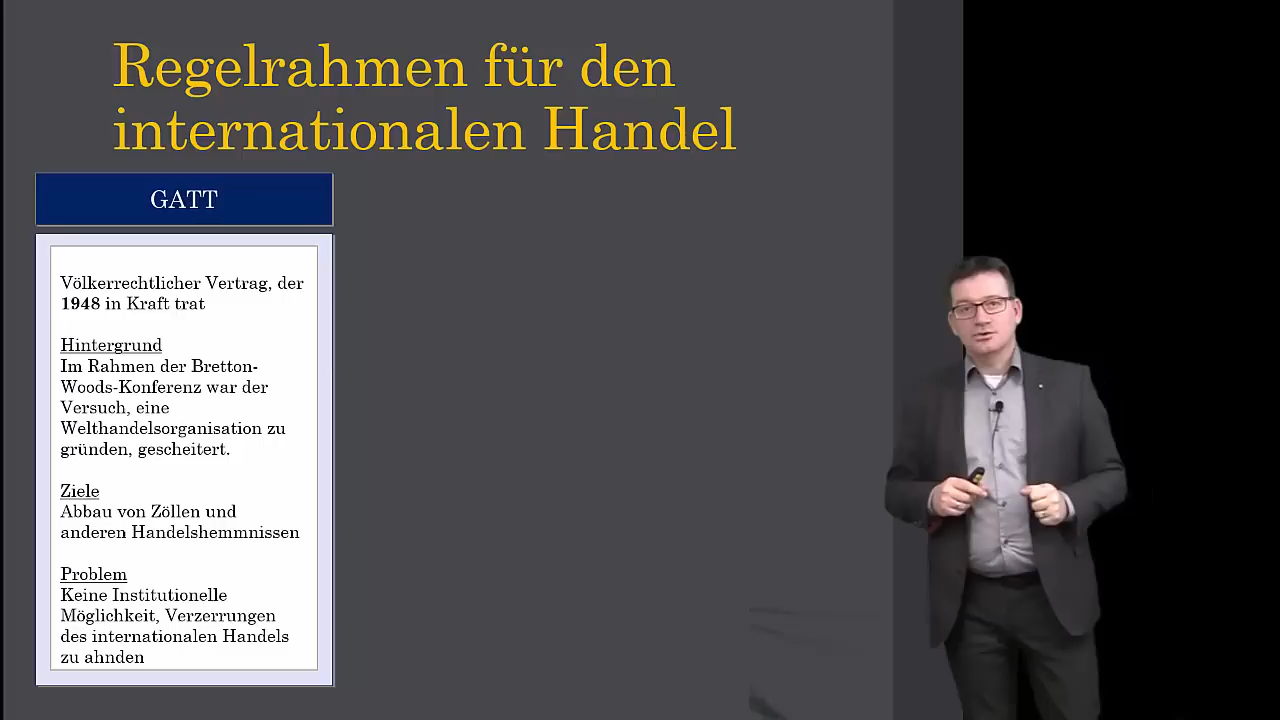 Regelrahmen für den
internationalen Handel
GATT
Völkerrechtlicher Vertrag, der
1948 in Kraft trat
Hintergrund
Im Rahmen der Bretton-
Woods-Konferenz war der
Versuch, eine
Welthandelsorganisation zu
gründen, gescheitert.
Ziele
Abbau von Zöllen und
anderen Handelshemmnissen
Problem
Keine Institutionelle
Möglichkeit, Verzerrungen
des internationalen Handels
zu ahnden